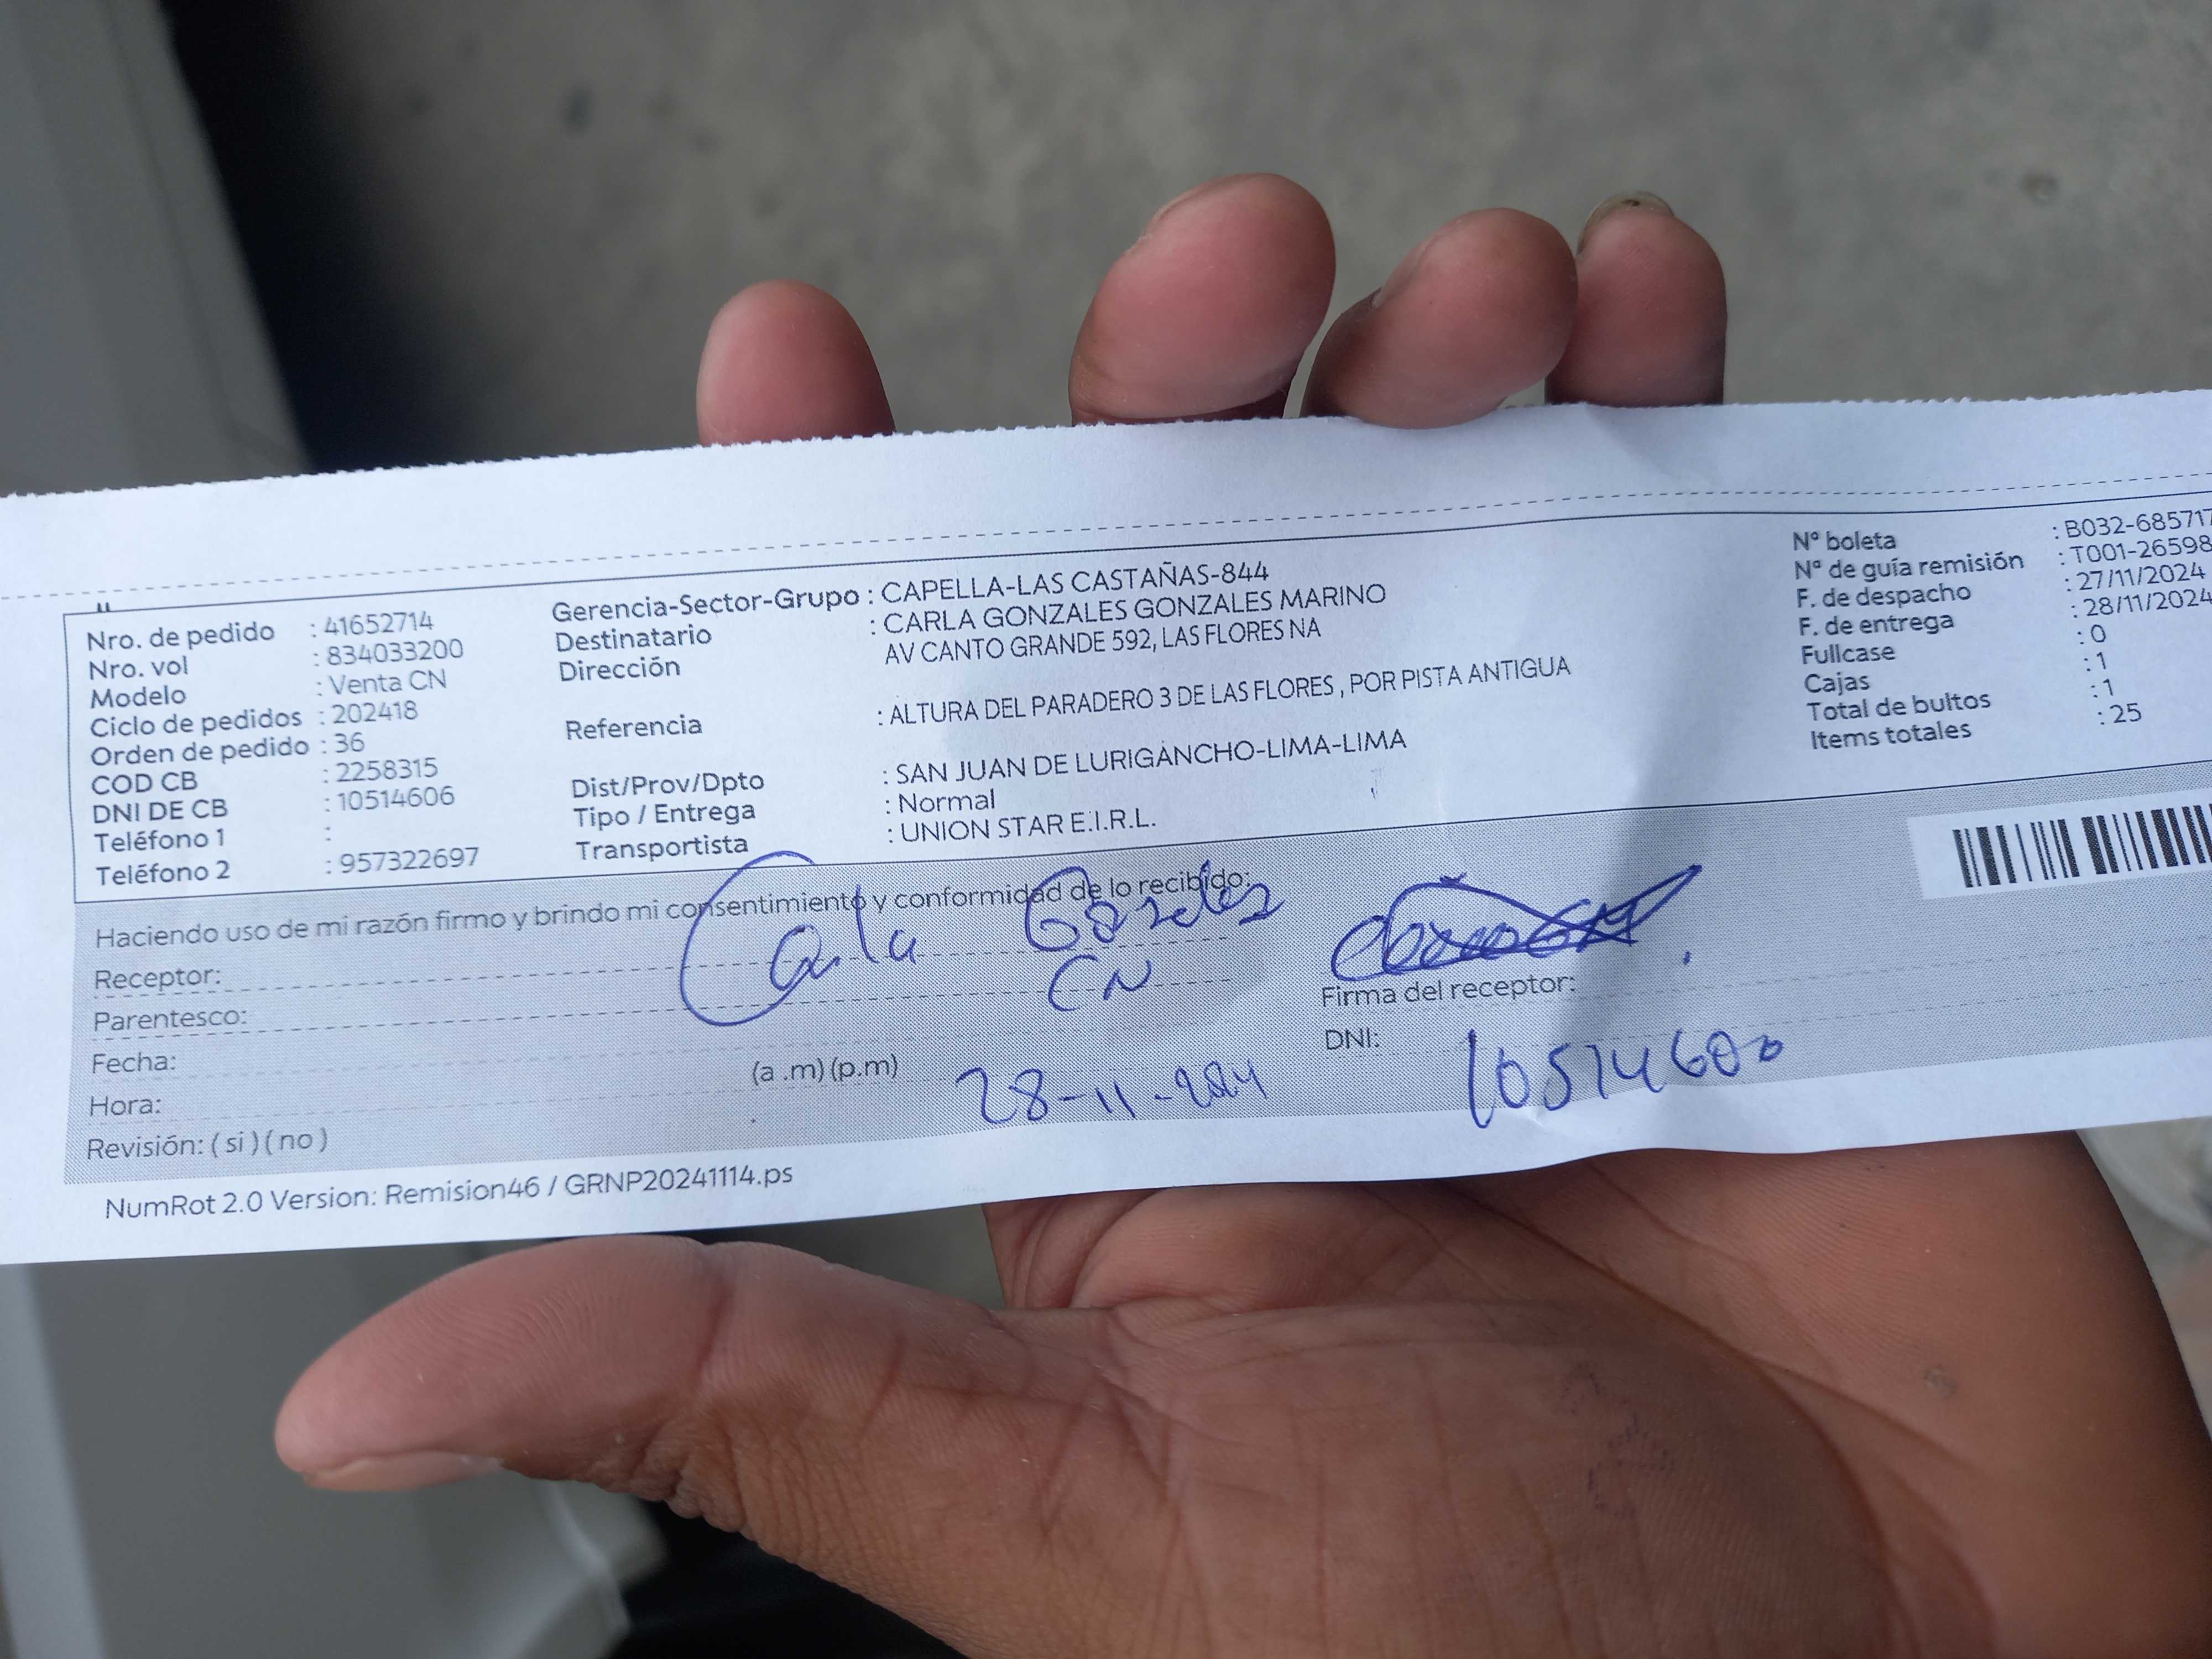 Nro. de pedido : 41652714
Nro. vol : 834033200
Modelo : Venta CN
Ciclo de pedidos : 202418
Orden de pedido : 36
COD CB : 2258315
DNI DE CB : 10514606
Teléfono 1 :
Teléfono 2 : 957322697
Gerencia-Sector-Grupo : CAPELLA-LAS CASTAÑAS-844
Destinatario : CARLA GONZALES GONZALES MARINO
Dirección AV CANTO GRANDE 592, LAS FLORES NA
Referencia : ALTURA DEL PARADERO 3 DE LAS FLORES , POR PISTA ANTIGUA
Dist/Prov/Dpto : SAN JUAN DE LURIGANCHO-LIMA-LIMA
Tipo / Entrega : Normal
Transportista : UNION STAR E.I.R.L.
Nº boleta : B032-685717
Nº de guía remisión : T001-26598
F. de despacho : 27/11/2024
F. de entrega : 28/11/2024
Fullcase : 0
Cajas : 1
Total de bultos : 1
Items totales : 25
Haciendo uso de mi razón firmo y brindo mi consentimiento y conformidad de lo recibido:
Receptor: Carla
Parentesco: CN
Firma del receptor:
Fecha:
(a .m) (p.m) 28-11-2024
DNI:
Hora:
Revisión: ( si ) ( no )
NumRot 2.0 Version: Remision46 / GRNP20241114.ps